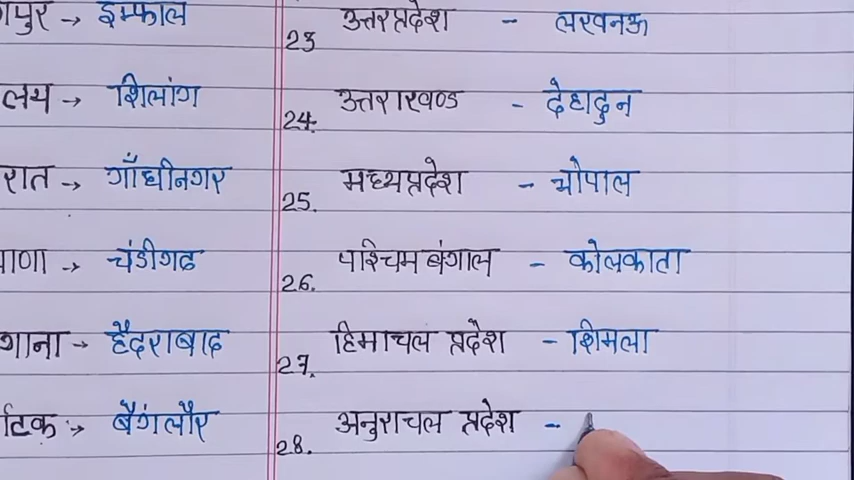 पुर → इम्फाल
लय → शिलांग
रात → गाँधीनगर
याणा → चंडीगढ
गाना → हैदराबाद
टिक → बैंगलौर
23 उत्तरप्रदेश - लखनऊ
24. उत्तराखण्ड - देहादुन
25. मध्यप्रदेश - भोपाल
26. पश्चिम बंगाल - कोलकाता
27. हिमाचल प्रदेश - शिमला
28. अनुराचल प्रदेश -